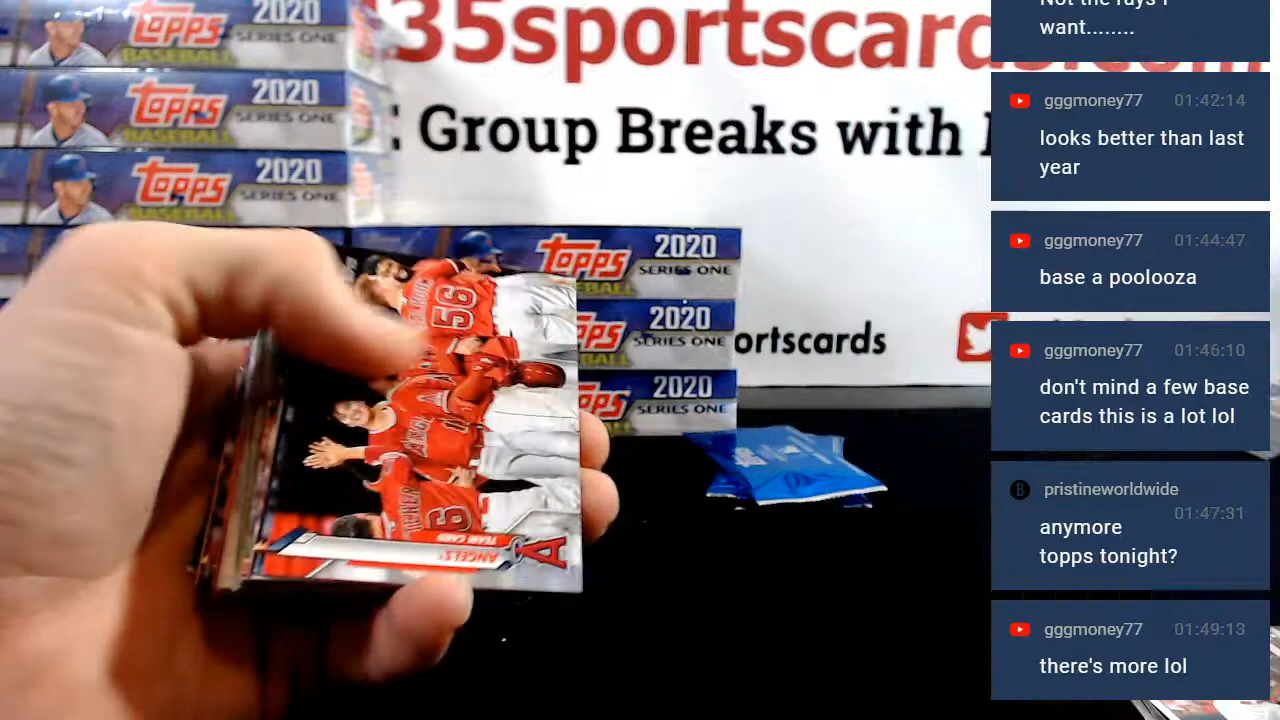 TOPPS 2020
SERIES ONE
BASEBALL
TOPPS 2020
SERIES ONE
BASEBALL
TOPPS 2020
SERIES ONE
BASEBALL
TOPPS 2020
SERIES ONE
2020
SERIES ONE
2020
SERIES ONE
35sportscards.com
Group Breaks with
ortscards
56
6
ANGELS
TEAM CARD
want........
gggmoney77 01:42:14
looks better than last
year
gggmoney77 01:44:47
base a poolooza
gggmoney77 01:46:10
don't mind a few base
cards this is a lot lol
pristineworldwide
01:47:31
anymore
topps tonight?
gggmoney77 01:49:13
there's more lol